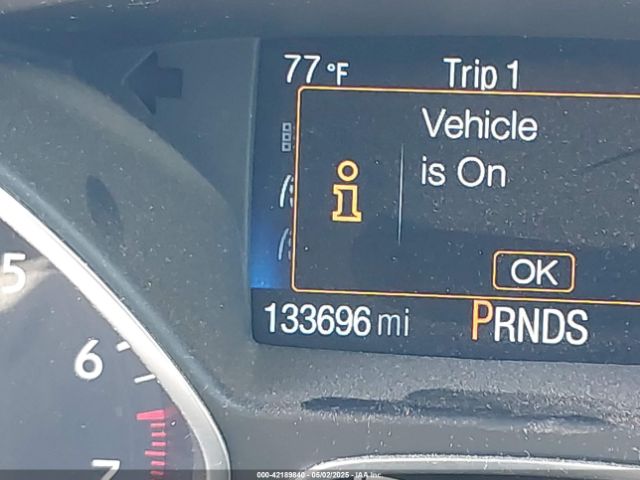 77 °F Trip 1
Vehicle
is On
i
OK
133696 mi PRNDS
5
6
7
000-42189840 - 05/02/2025 - IAA Inc.